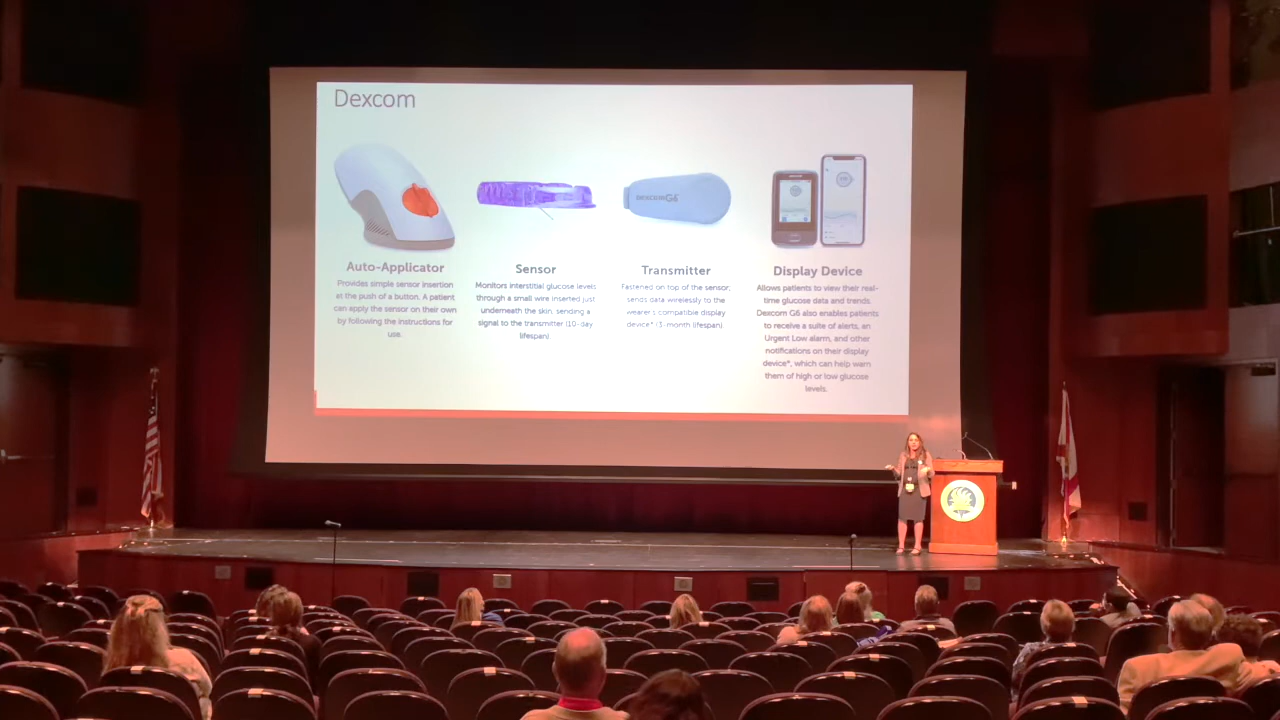 Dexcom
DexcomG6
Auto-Applicator
Provides simple sensor insertion
at the push of a button. A patient
can apply the sensor on their own
by following the instructions for
use.
Sensor
Monitors interstitial glucose levels
through a small wire inserted just
underneath the skin, sending a
signal to the transmitter (10-day
lifespan)
Transmitter
Fastened on top of the sensor,
sends data wirelessly to the
wearer's compatible display
device* (3-month lifespan)
Display Device
Allows patients to view their real-
time glucose data and trends.
Dexcom G6 also enables patients
to receive a suite of alerts, an
Urgent Low alarm, and other
notifications on their display
device*, which can help warn
them of high or low glucose
levels.